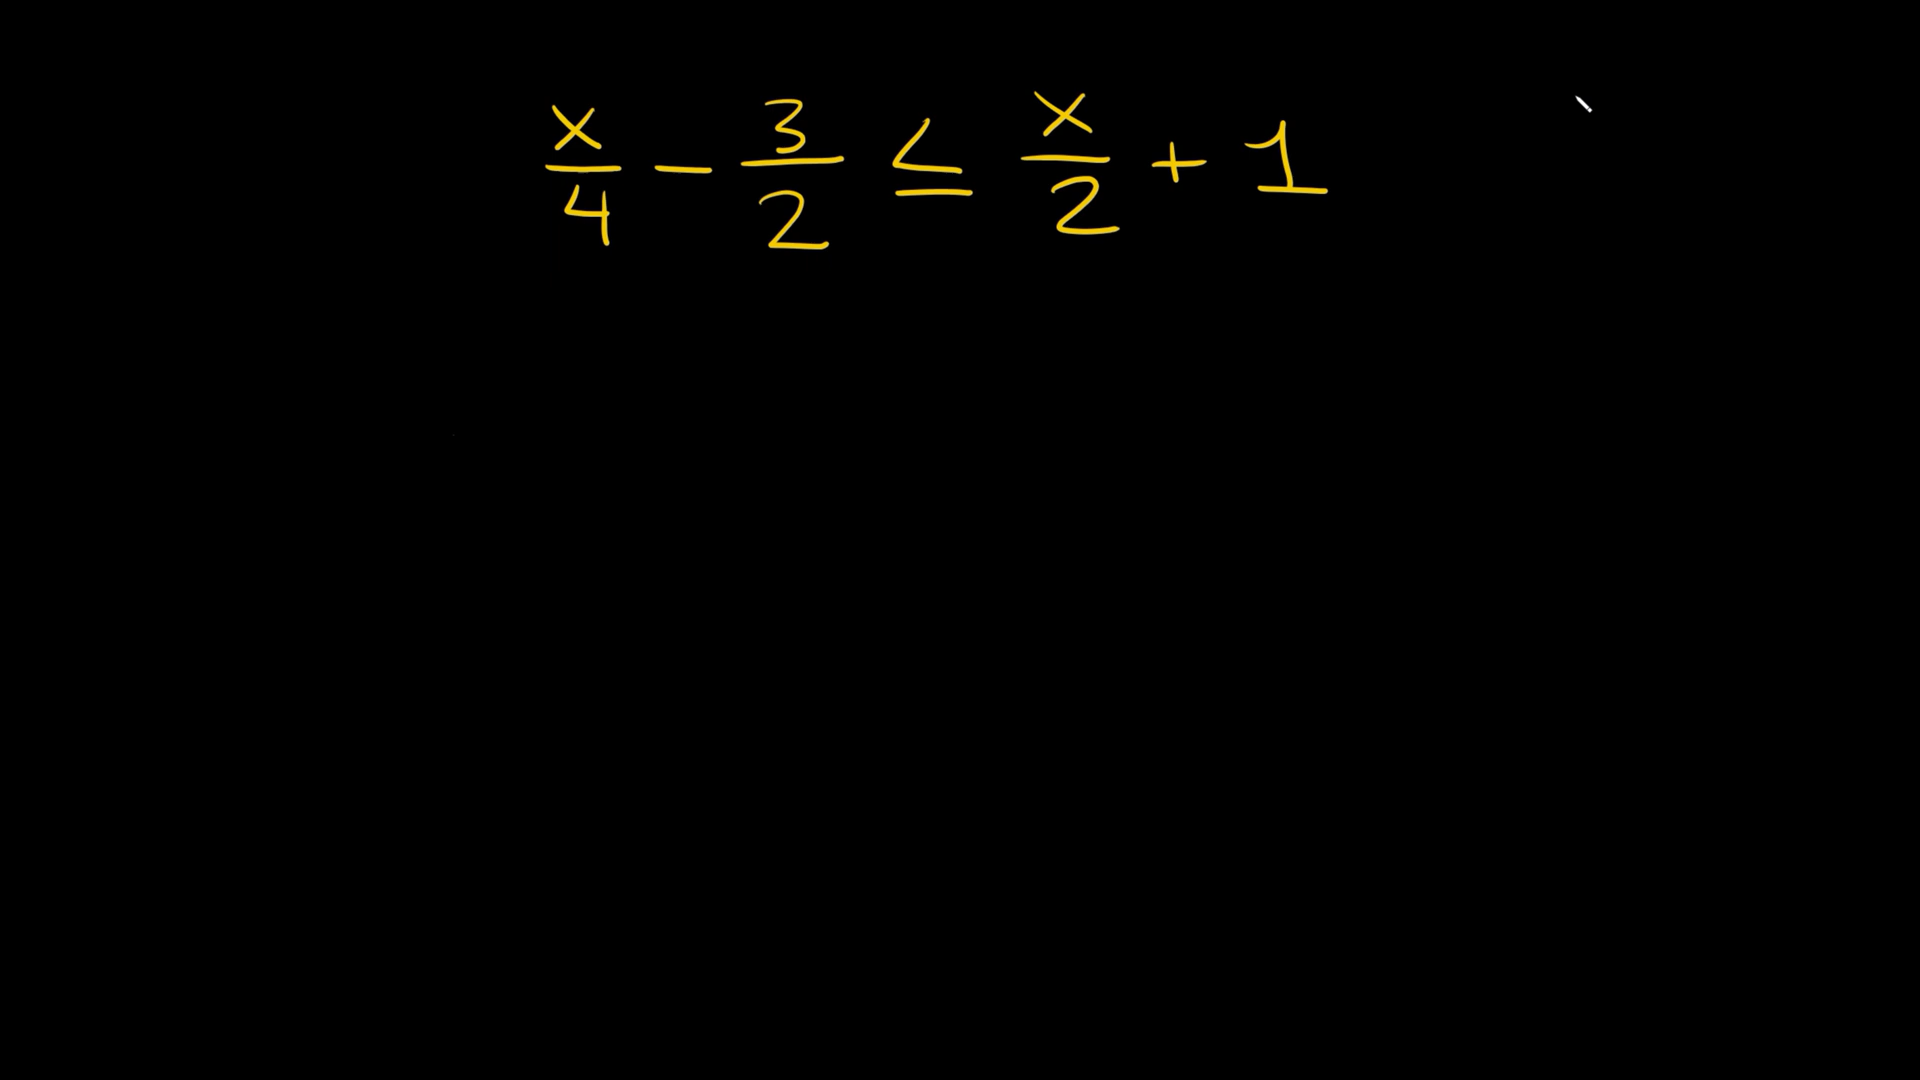 x/4 - 3/2 ≤ x/2 + 1